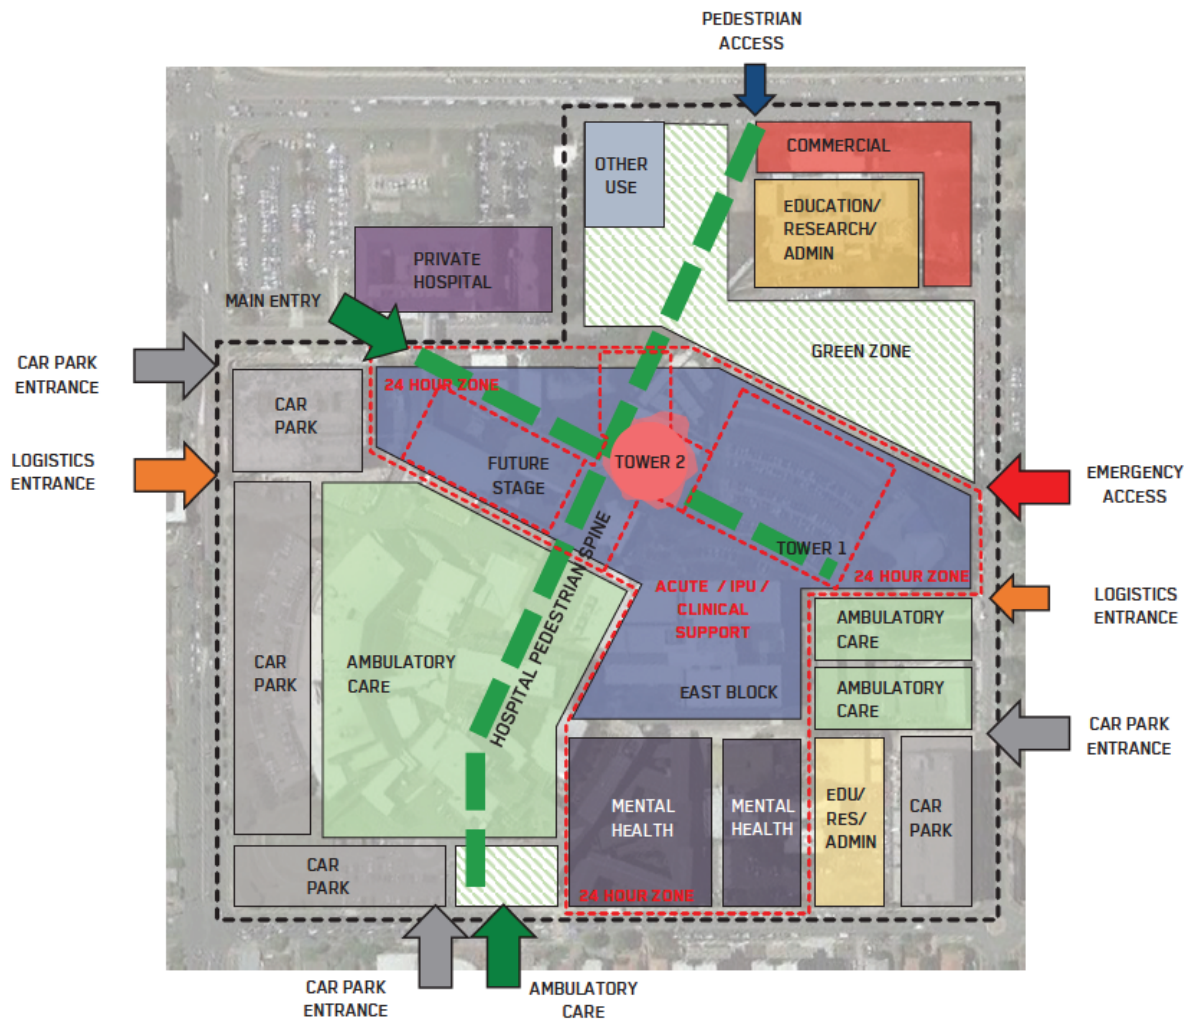 PEDESTRIAN
ACCESS
COMMERCIAL
OTHER
USE
EDUCATION/
RESEARCH/
ADMIN
PRIVATE
HOSPITAL
MAIN ENTRY
GREEN ZONE
CAR PARK
ENTRANCE
24 HOUR ZONE
CAR
PARK
LOGISTICS
ENTRANCE
FUTURE
STAGE
TOWER 2
EMERGENCY
ACCESS
TOWER 1
24 HOUR ZONE
HOSPITAL PEDESTRIAN SPINE
ACUTE / IPU /
CLINICAL
SUPPORT
LOGISTICS
ENTRANCE
AMBULATORY
CARE
CAR
PARK
AMBULATORY
CARE
EAST BLOCK
AMBULATORY
CARE
CAR PARK
ENTRANCE
MENTAL
HEALTH
MENTAL
HEALTH
EDU/
RES/
ADMIN
CAR
PARK
CAR
PARK
24 HOUR ZONE
CAR PARK
ENTRANCE
AMBULATORY
CARE